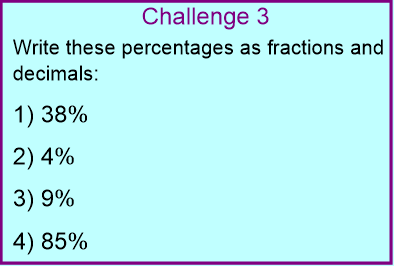 Challenge 3
Write these percentages as fractions and
decimals:
1) 38%
2) 4%
3) 9%
4) 85%